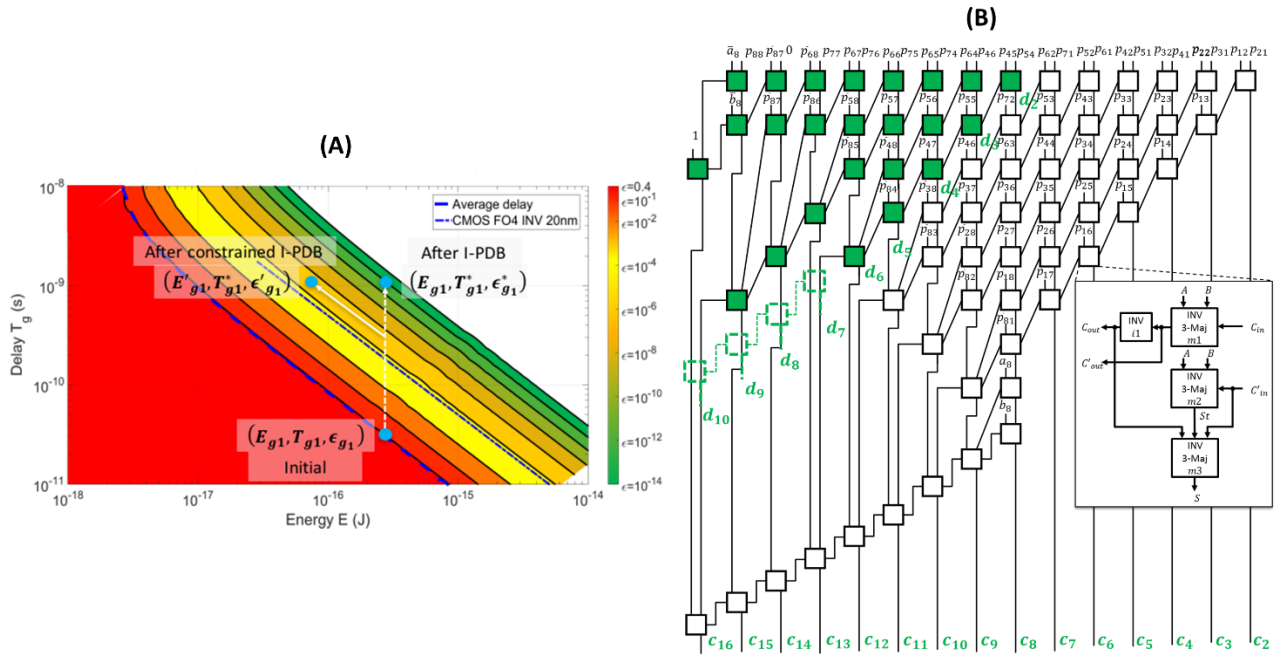 (A)
10^-8
10^-9
10^-10
10^-11
Delay T_g (s)
10^-18
10^-17
10^-16
10^-15
10^-14
Energy E (J)
Average delay
CMOS FO4 INV 20nm
After constrained I-PDB
(E'_g1, T*_g1, ϵ'_g1)
After I-PDB
(E_g1, T*_g1, ϵ*_g1)
(E_g1, T_g1, ϵ_g1)
Initial
ϵ=0.4
ϵ=10^-1
ϵ=10^-2
ϵ=10^-4
ϵ=10^-6
ϵ=10^-8
ϵ=10^-10
ϵ=10^-12
ϵ=10^-14
(B)
ā_8 p_88 p_87 0 p_68 p_77 p_67 p_76 p_66 p_75 p_65 p_74 p_64 p_46 p_45 p_54 p_62 p_71 p_52 p_61 p_42 p_51 p_32 p_41 p_22 p_31 p_12 p_21
b_8 p_87 p_86 p_58 p_57 p_56 p_55 p_72 d_2 p_53 p_43 p_33 p_23 p_13
1 p_85 p_48 p_47 d_3 p_46 p_63 p_44 p_34 p_24 p_14
p_84 p_38 d_4 p_37 p_36 p_35 p_25 p_15
d_5 p_83 p_28 p_27 p_26 p_16
d_6 p_82 p_18 p_17
d_7 p_81
d_8 a_8
d_9 b_8
d_10
A B
C_out
INV
i1
INV
3-Maj
m1
C_in
C'_out
A B
INV
3-Maj
m2
C'_in
St
INV
3-Maj
m3
S
c_16 c_15 c_14 c_13 c_12 c_11 c_10 c_9 c_8 c_7 c_6 c_5 c_4 c_3 c_2